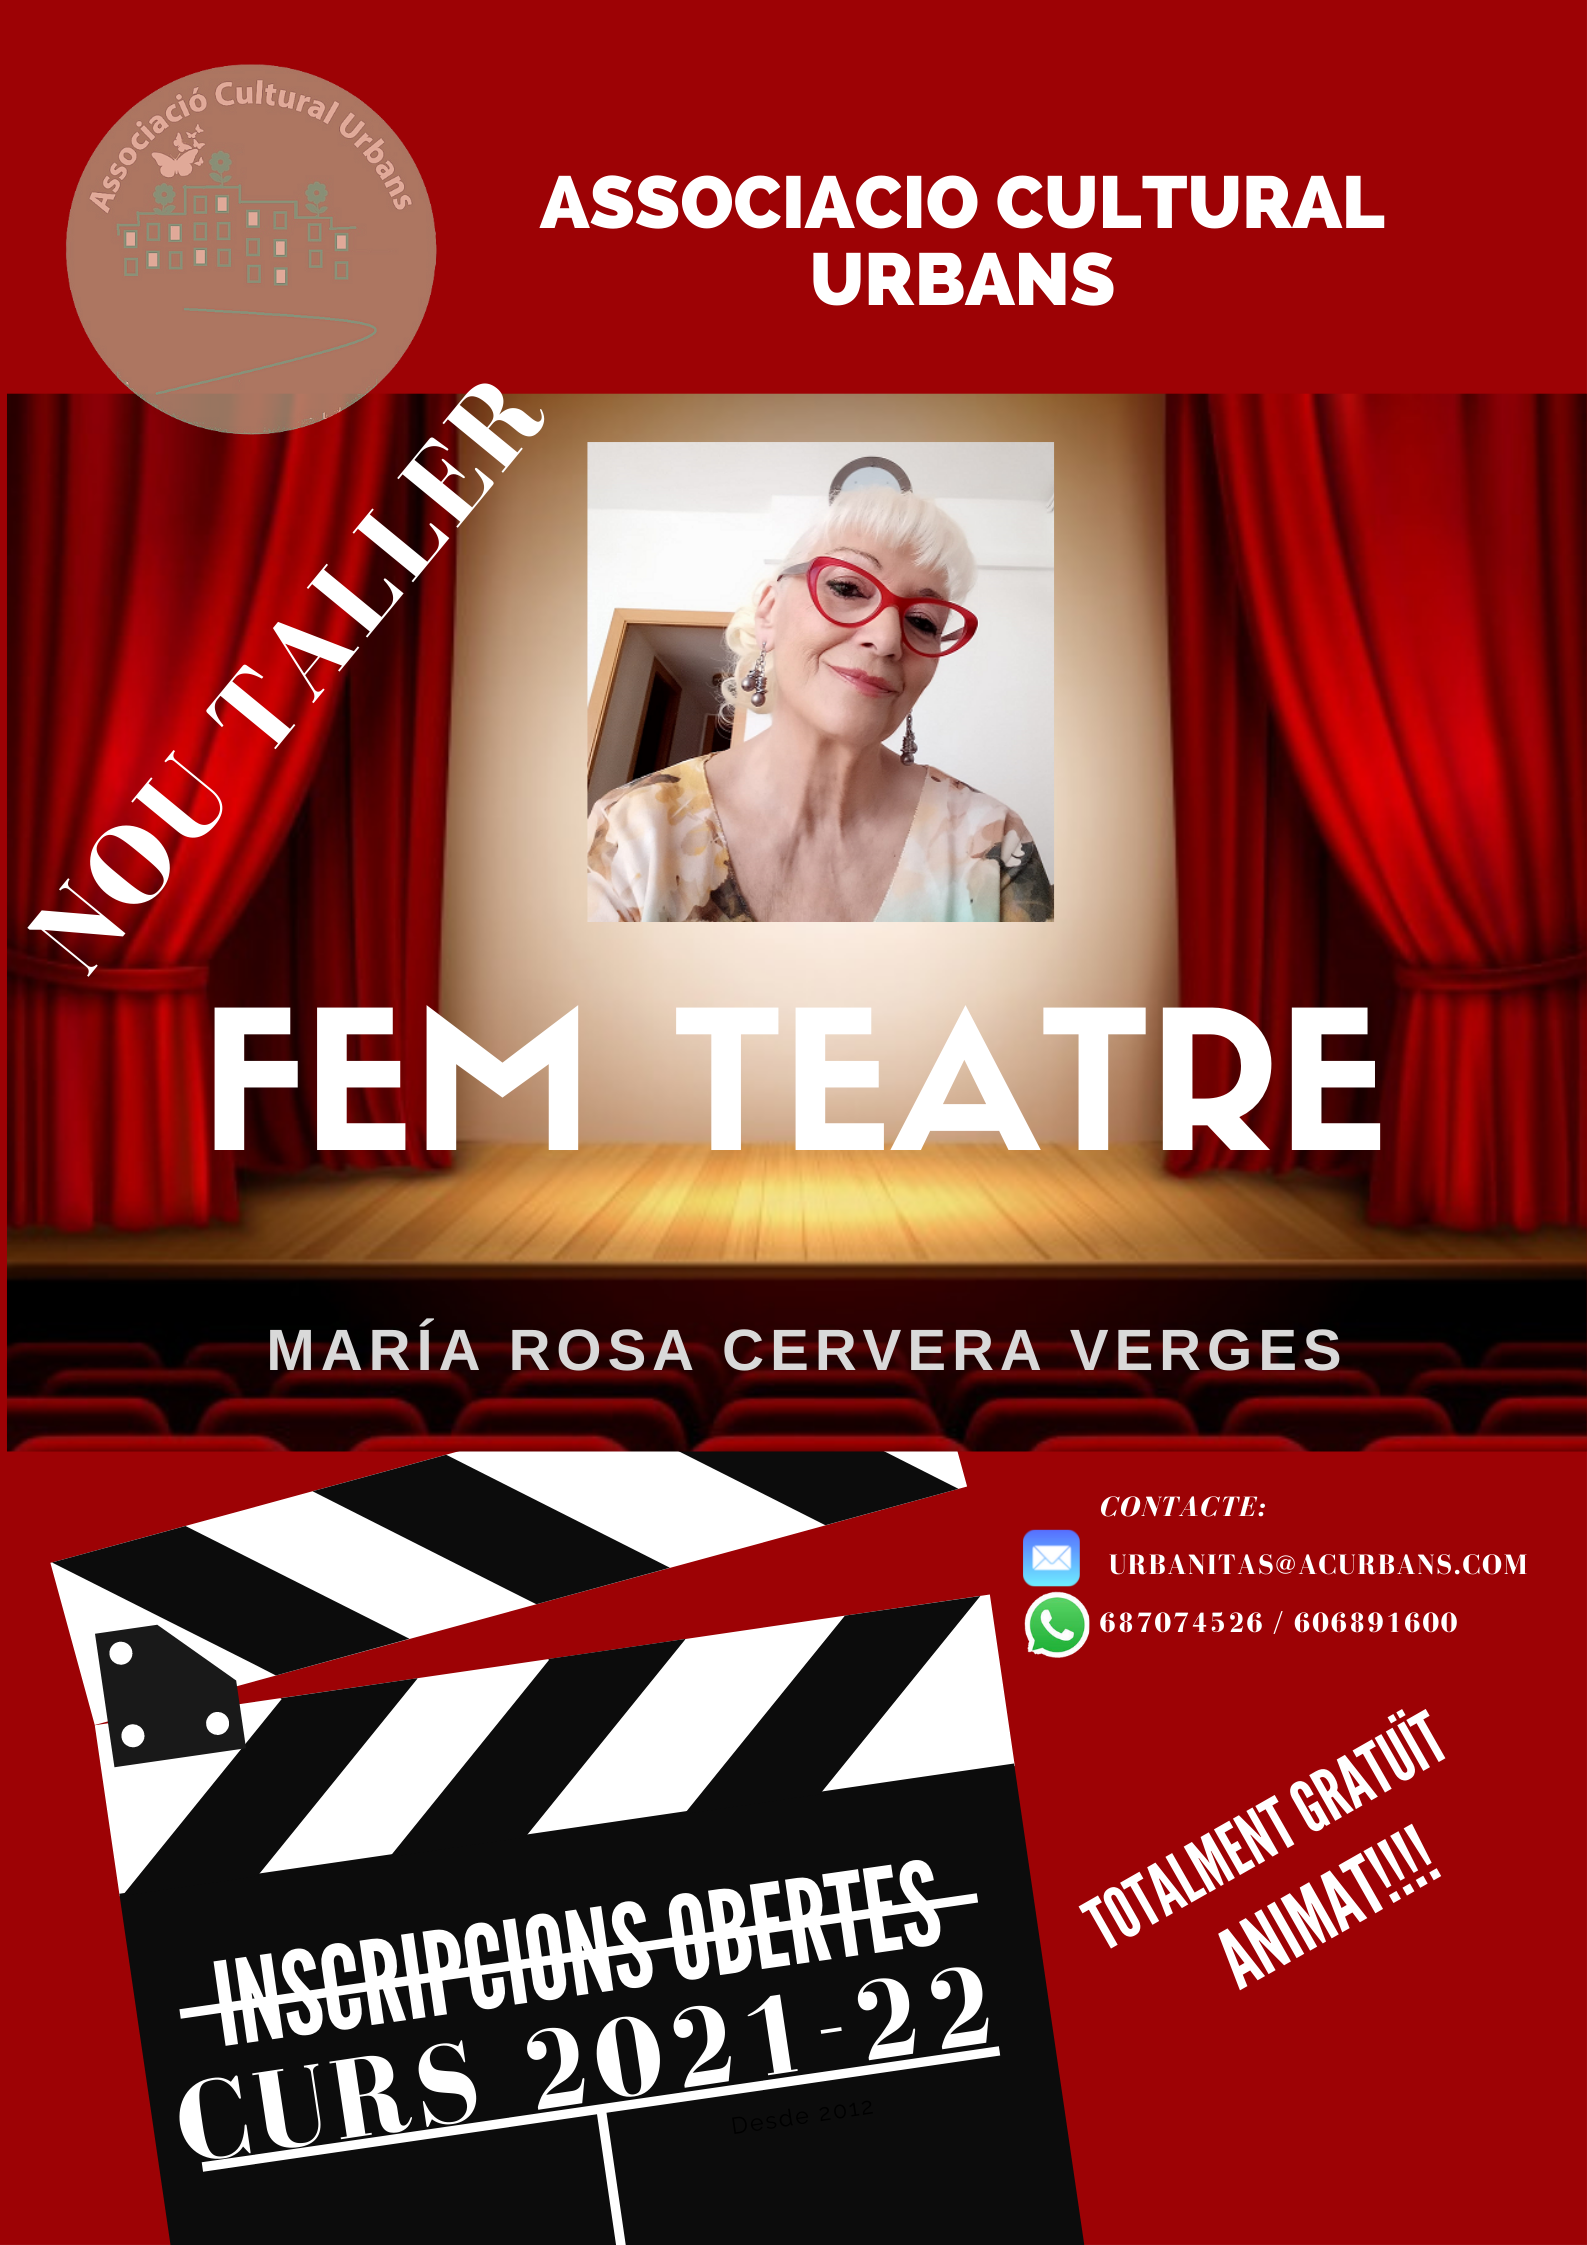 Associació Cultural Urbans
ASSOCIACIO CULTURAL
URBANS
NOU TALLER
FEM TEATRE
MARÍA ROSA CERVERA VERGES
CONTACTE:
URBANITAS@ACURBANS.COM
687074526 / 606891600
TOTALMENT GRATUÏT
ANIMAT!!!!
INSCRIPCIONS OBERTES
CURS 2021-22
Desde 2012